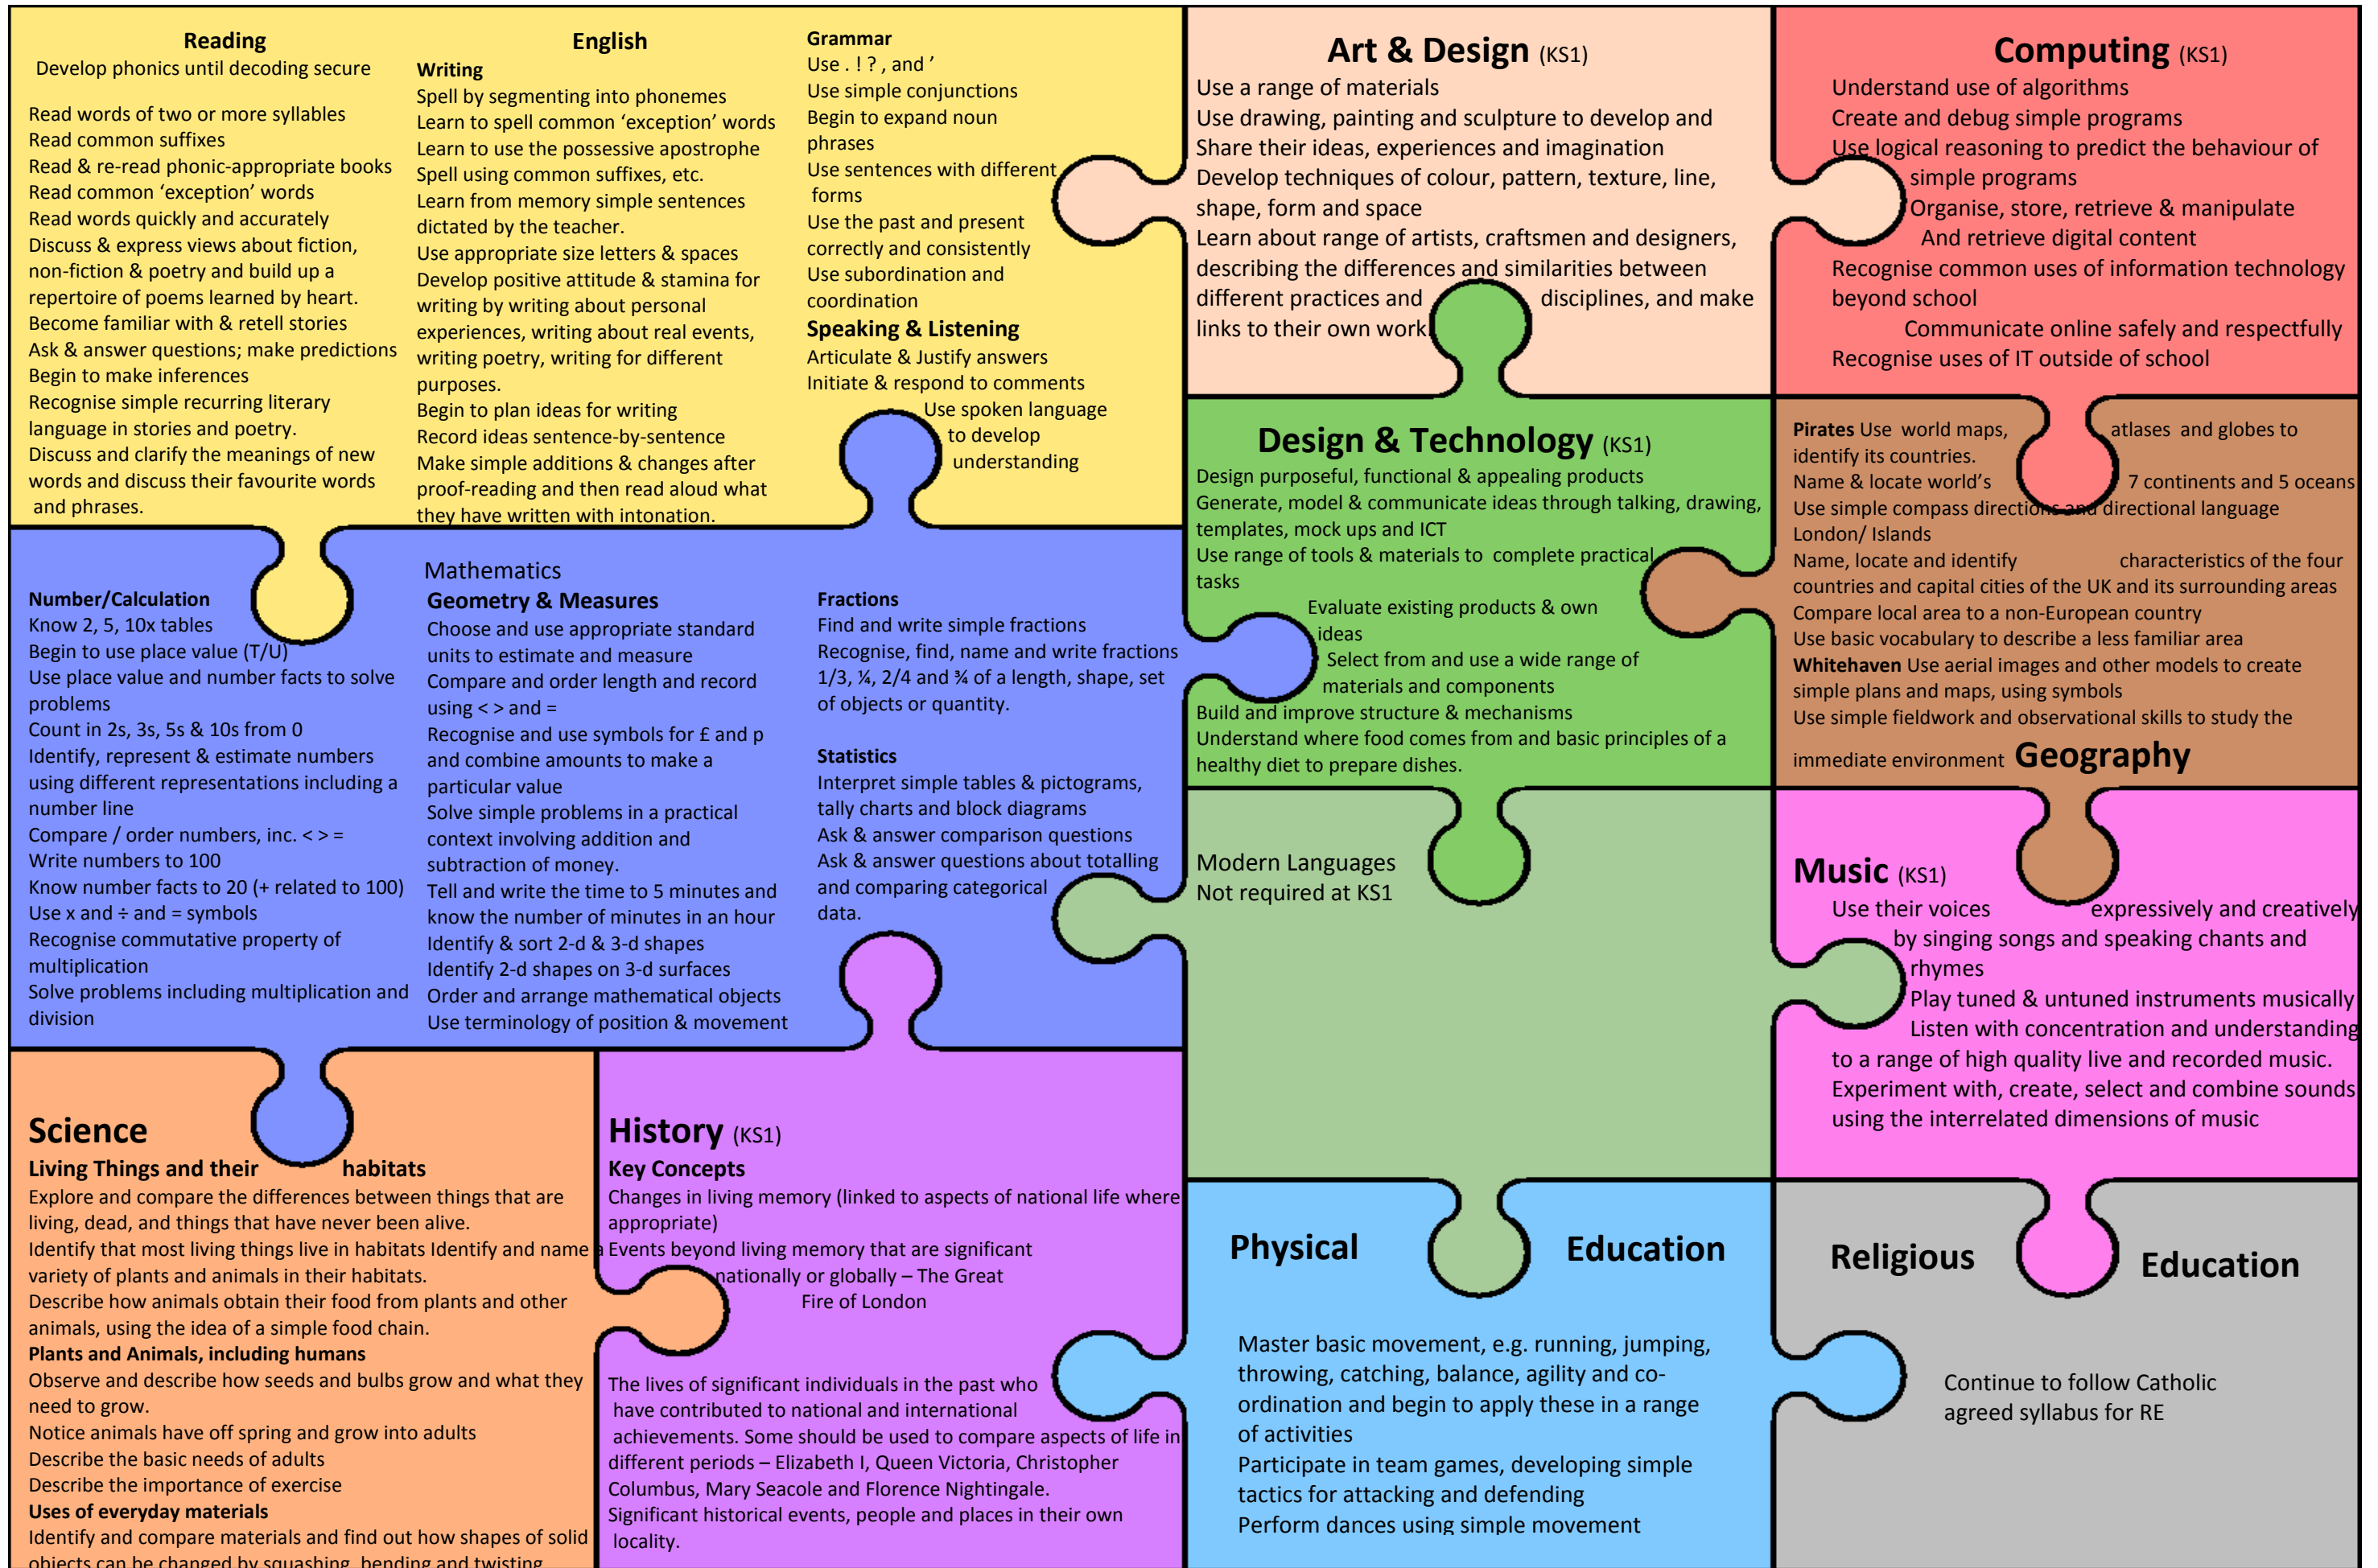 Reading
Develop phonics until decoding secure
Read words of two or more syllables
Read common suffixes
Read & re-read phonic-appropriate books
Read common ‘exception’ words
Read words quickly and accurately
Discuss & express views about fiction,
non-fiction & poetry and build up a
repertoire of poems learned by heart.
Become familiar with & retell stories
Ask & answer questions; make predictions
Begin to make inferences
Recognise simple recurring literary
language in stories and poetry.
Discuss and clarify the meanings of new
words and discuss their favourite words
and phrases.
English
Writing
Spell by segmenting into phonemes
Learn to spell common ‘exception’ words
Learn to use the possessive apostrophe
Spell using common suffixes, etc.
Learn from memory simple sentences
dictated by the teacher.
Use appropriate size letters & spaces
Develop positive attitude & stamina for
writing by writing about personal
experiences, writing about real events,
writing poetry, writing for different
purposes.
Begin to plan ideas for writing
Record ideas sentence-by-sentence
Make simple additions & changes after
proof-reading and then read aloud what
they have written with intonation.
Grammar
Use . ! ? , and ’
Use simple conjunctions
Begin to expand noun
phrases
Use sentences with different
forms
Use the past and present
correctly and consistently
Use subordination and
coordination
Speaking & Listening
Articulate & Justify answers
Initiate & respond to comments
Use spoken language
to develop
understanding
Art & Design (KS1)
Use a range of materials
Use drawing, painting and sculpture to develop and
Share their ideas, experiences and imagination
Develop techniques of colour, pattern, texture, line,
shape, form and space
Learn about range of artists, craftsmen and designers,
describing the differences and similarities between
different practices and disciplines, and make
links to their own work.
Computing (KS1)
Understand use of algorithms
Create and debug simple programs
Use logical reasoning to predict the behaviour of
simple programs
Organise, store, retrieve & manipulate
And retrieve digital content
Recognise common uses of information technology
beyond school
Communicate online safely and respectfully
Recognise uses of IT outside of school
Design & Technology (KS1)
Design purposeful, functional & appealing products
Generate, model & communicate ideas through talking, drawing,
templates, mock ups and ICT
Use range of tools & materials to complete practical
tasks
Evaluate existing products & own
ideas
Select from and use a wide range of
materials and components
Build and improve structure & mechanisms
Understand where food comes from and basic principles of a
healthy diet to prepare dishes.
Pirates Use world maps, atlases and globes to
identify its countries.
Name & locate world’s 7 continents and 5 oceans
Use simple compass directions and directional language
London/ Islands
Name, locate and identify characteristics of the four
countries and capital cities of the UK and its surrounding areas
Compare local area to a non-European country
Use basic vocabulary to describe a less familiar area
Whitehaven Use aerial images and other models to create
simple plans and maps, using symbols
Use simple fieldwork and observational skills to study the
immediate environment Geography
Mathematics
Number/Calculation
Know 2, 5, 10x tables
Begin to use place value (T/U)
Use place value and number facts to solve
problems
Count in 2s, 3s, 5s & 10s from 0
Identify, represent & estimate numbers
using different representations including a
number line
Compare / order numbers, inc. < > =
Write numbers to 100
Know number facts to 20 (+ related to 100)
Use x and ÷ and = symbols
Recognise commutative property of
multiplication
Solve problems including multiplication and
division
Geometry & Measures
Choose and use appropriate standard
units to estimate and measure
Compare and order length and record
using < > and =
Recognise and use symbols for £ and p
and combine amounts to make a
particular value
Solve simple problems in a practical
context involving addition and
subtraction of money.
Tell and write the time to 5 minutes and
know the number of minutes in an hour
Identify & sort 2-d & 3-d shapes
Identify 2-d shapes on 3-d surfaces
Order and arrange mathematical objects
Use terminology of position & movement
Fractions
Find and write simple fractions
Recognise, find, name and write fractions
1/3, ¼, 2/4 and ¾ of a length, shape, set
of objects or quantity.
Statistics
Interpret simple tables & pictograms,
tally charts and block diagrams
Ask & answer comparison questions
Ask & answer questions about totalling
and comparing categorical
data.
Modern Languages
Not required at KS1
Music (KS1)
Use their voices expressively and creatively
by singing songs and speaking chants and
rhymes
Play tuned & untuned instruments musically
Listen with concentration and understanding
to a range of high quality live and recorded music.
Experiment with, create, select and combine sounds
using the interrelated dimensions of music
Science
Living Things and their habitats
Explore and compare the differences between things that are
living, dead, and things that have never been alive.
Identify that most living things live in habitats Identify and name a
variety of plants and animals in their habitats.
Describe how animals obtain their food from plants and other
animals, using the idea of a simple food chain.
Plants and Animals, including humans
Observe and describe how seeds and bulbs grow and what they
need to grow.
Notice animals have off spring and grow into adults
Describe the basic needs of adults
Describe the importance of exercise
Uses of everyday materials
Identify and compare materials and find out how shapes of solid
objects can be changed by squashing, bending and twisting
History (KS1)
Key Concepts
Changes in living memory (linked to aspects of national life where
appropriate)
Events beyond living memory that are significant
nationally or globally – The Great
Fire of London
The lives of significant individuals in the past who
have contributed to national and international
achievements. Some should be used to compare aspects of life in
different periods – Elizabeth I, Queen Victoria, Christopher
Columbus, Mary Seacole and Florence Nightingale.
Significant historical events, people and places in their own
locality.
Physical Education
Master basic movement, e.g. running, jumping,
throwing, catching, balance, agility and co-
ordination and begin to apply these in a range
of activities
Participate in team games, developing simple
tactics for attacking and defending
Perform dances using simple movement
Religious Education
Continue to follow Catholic
agreed syllabus for RE